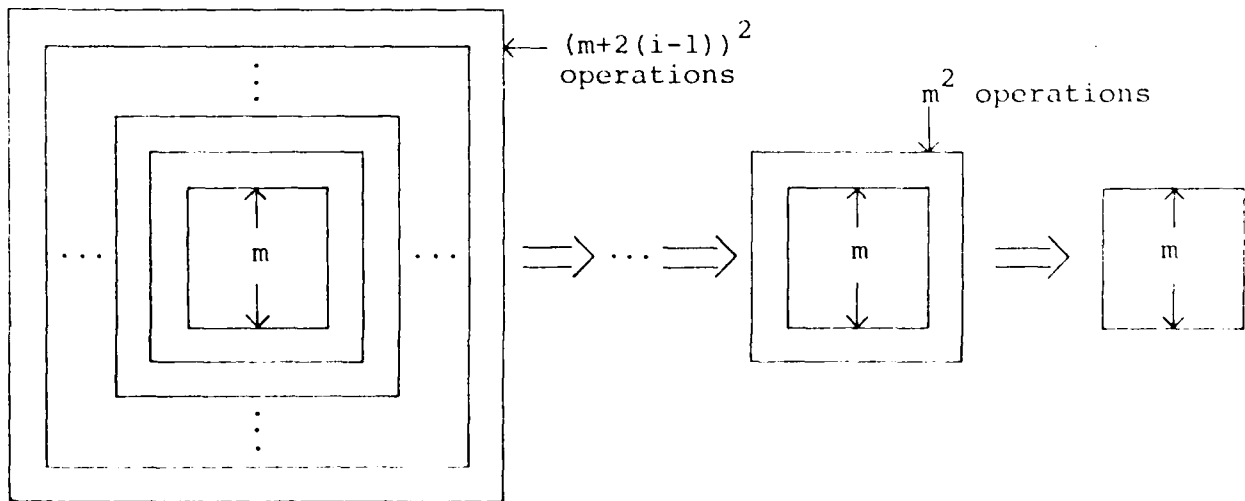 (m+2(i-1))²
operations
m² operations
...
... m ... ... m m
...